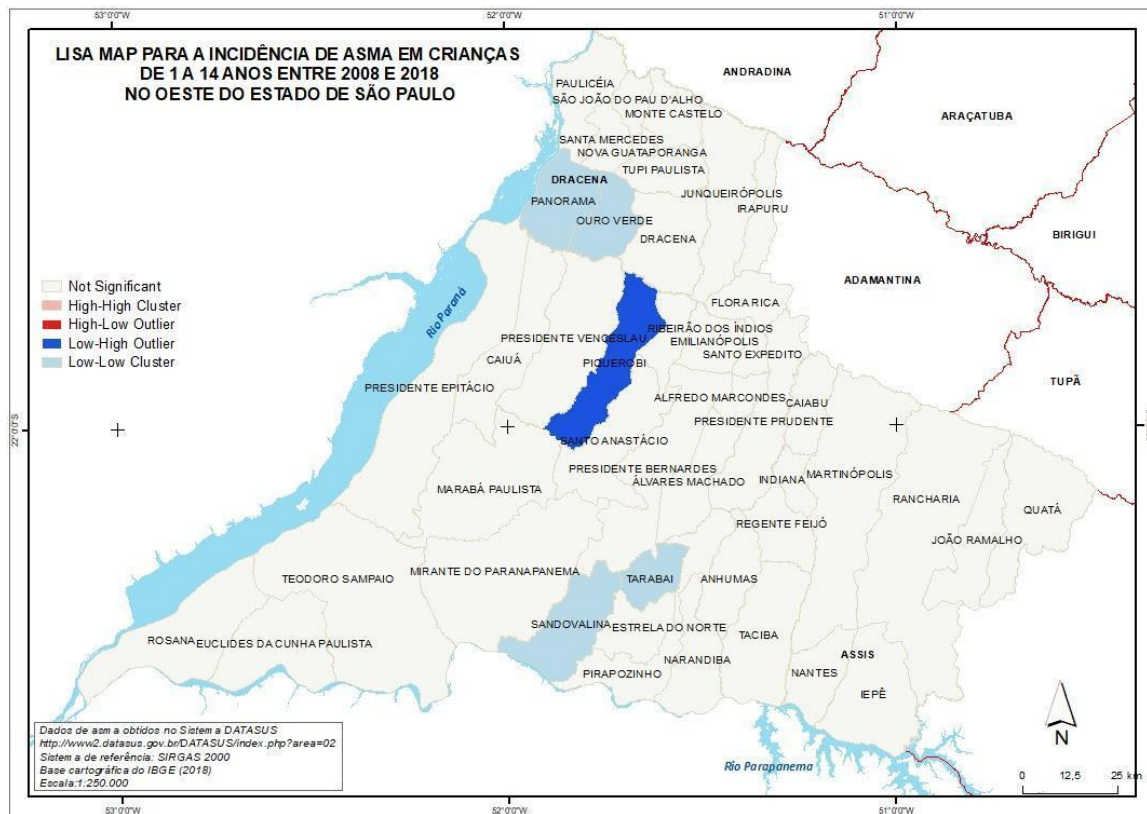 53°0'0"W
52°0'0"W
51°0'0"W
LISA MAP PARA A INCIDÊNCIA DE ASMA EM CRIANÇAS
DE 1 A 14 ANOS ENTRE 2008 E 2018
NO OESTE DO ESTADO DE SÃO PAULO
ANDRADINA
PAULICÉIA
SÃO JOÃO DO PAU D'ALHO
MONTE CASTELO
ARAÇATUBA
SANTA MERCEDES
NOVA GUATAPORANGA
TUPI PAULISTA
DRACENA
JUNQUEIRÓPOLIS
PANORAMA
IRAPURU
OURO VERDE
DRACENA
BIRIGUI
ADAMANTINA
Not Significant
High-High Cluster
High-Low Outlier
Low-High Outlier
Low-Low Cluster
Rio Paraná
FLORA RICA
RIBEIRÃO DOS ÍNDIOS
PRESIDENTE VENCESLAU
EMILIANÓPOLIS
SANTO EXPEDITO
CAIUÁ
PIQUEROBI
TUPÃ
PRESIDENTE EPITÁCIO
ALFREDO MARCONDES
CAIABU
PRESIDENTE PRUDENTE
22°0'0"S
SANTO ANASTÁCIO
PRESIDENTE BERNARDES
ÁLVARES MACHADO
INDIANA
MARTINÓPOLIS
MARABÁ PAULISTA
RANCHARIA
QUATÁ
REGENTE FEIJÓ
JOÃO RAMALHO
TEODORO SAMPAIO
MIRANTE DO PARANAPANEMA
TARABAI
ANHUMAS
SANDOVALINA
ESTRELA DO NORTE
TACIBA
ROSANA
EUCLIDES DA CUNHA PAULISTA
ASSIS
NARANDIBA
PIRAPOZINHO
NANTES
IEPÊ
Dados de asma obtidos no Sistema DATASUS
http://www2.datasus.gov.br/DATASUS/index.php?area=02
Sistema de referência: SIRGAS 2000
Base cartográfica do IBGE (2018)
Escala:1:250.000
Rio Parapanema
N
0 12,5 25 km
53°0'0"W
52°0'0"W
51°0'0"W